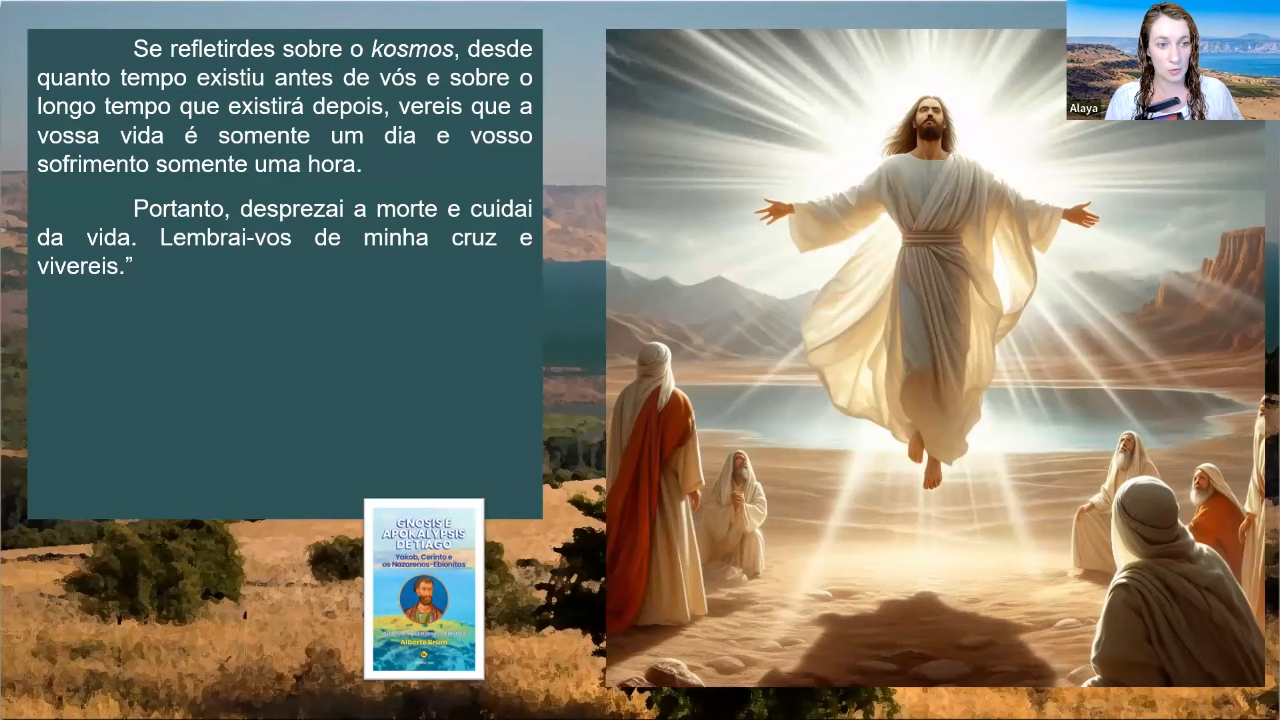 Se refletirdes sobre o kosmos, desde
quanto tempo existiu antes de vós e sobre o
longo tempo que existirá depois, vereis que a
vossa vida é somente um dia e vosso
sofrimento somente uma hora.
Portanto, desprezai a morte e cuidai
da vida. Lembrai-vos de minha cruz e
vivereis.”
Alaya
GNOSIS E
APOKALYPSIS
DE TIAGO
Yakob, Cerinto e
os Nazarenos-Ebionitas
Alberto Brum